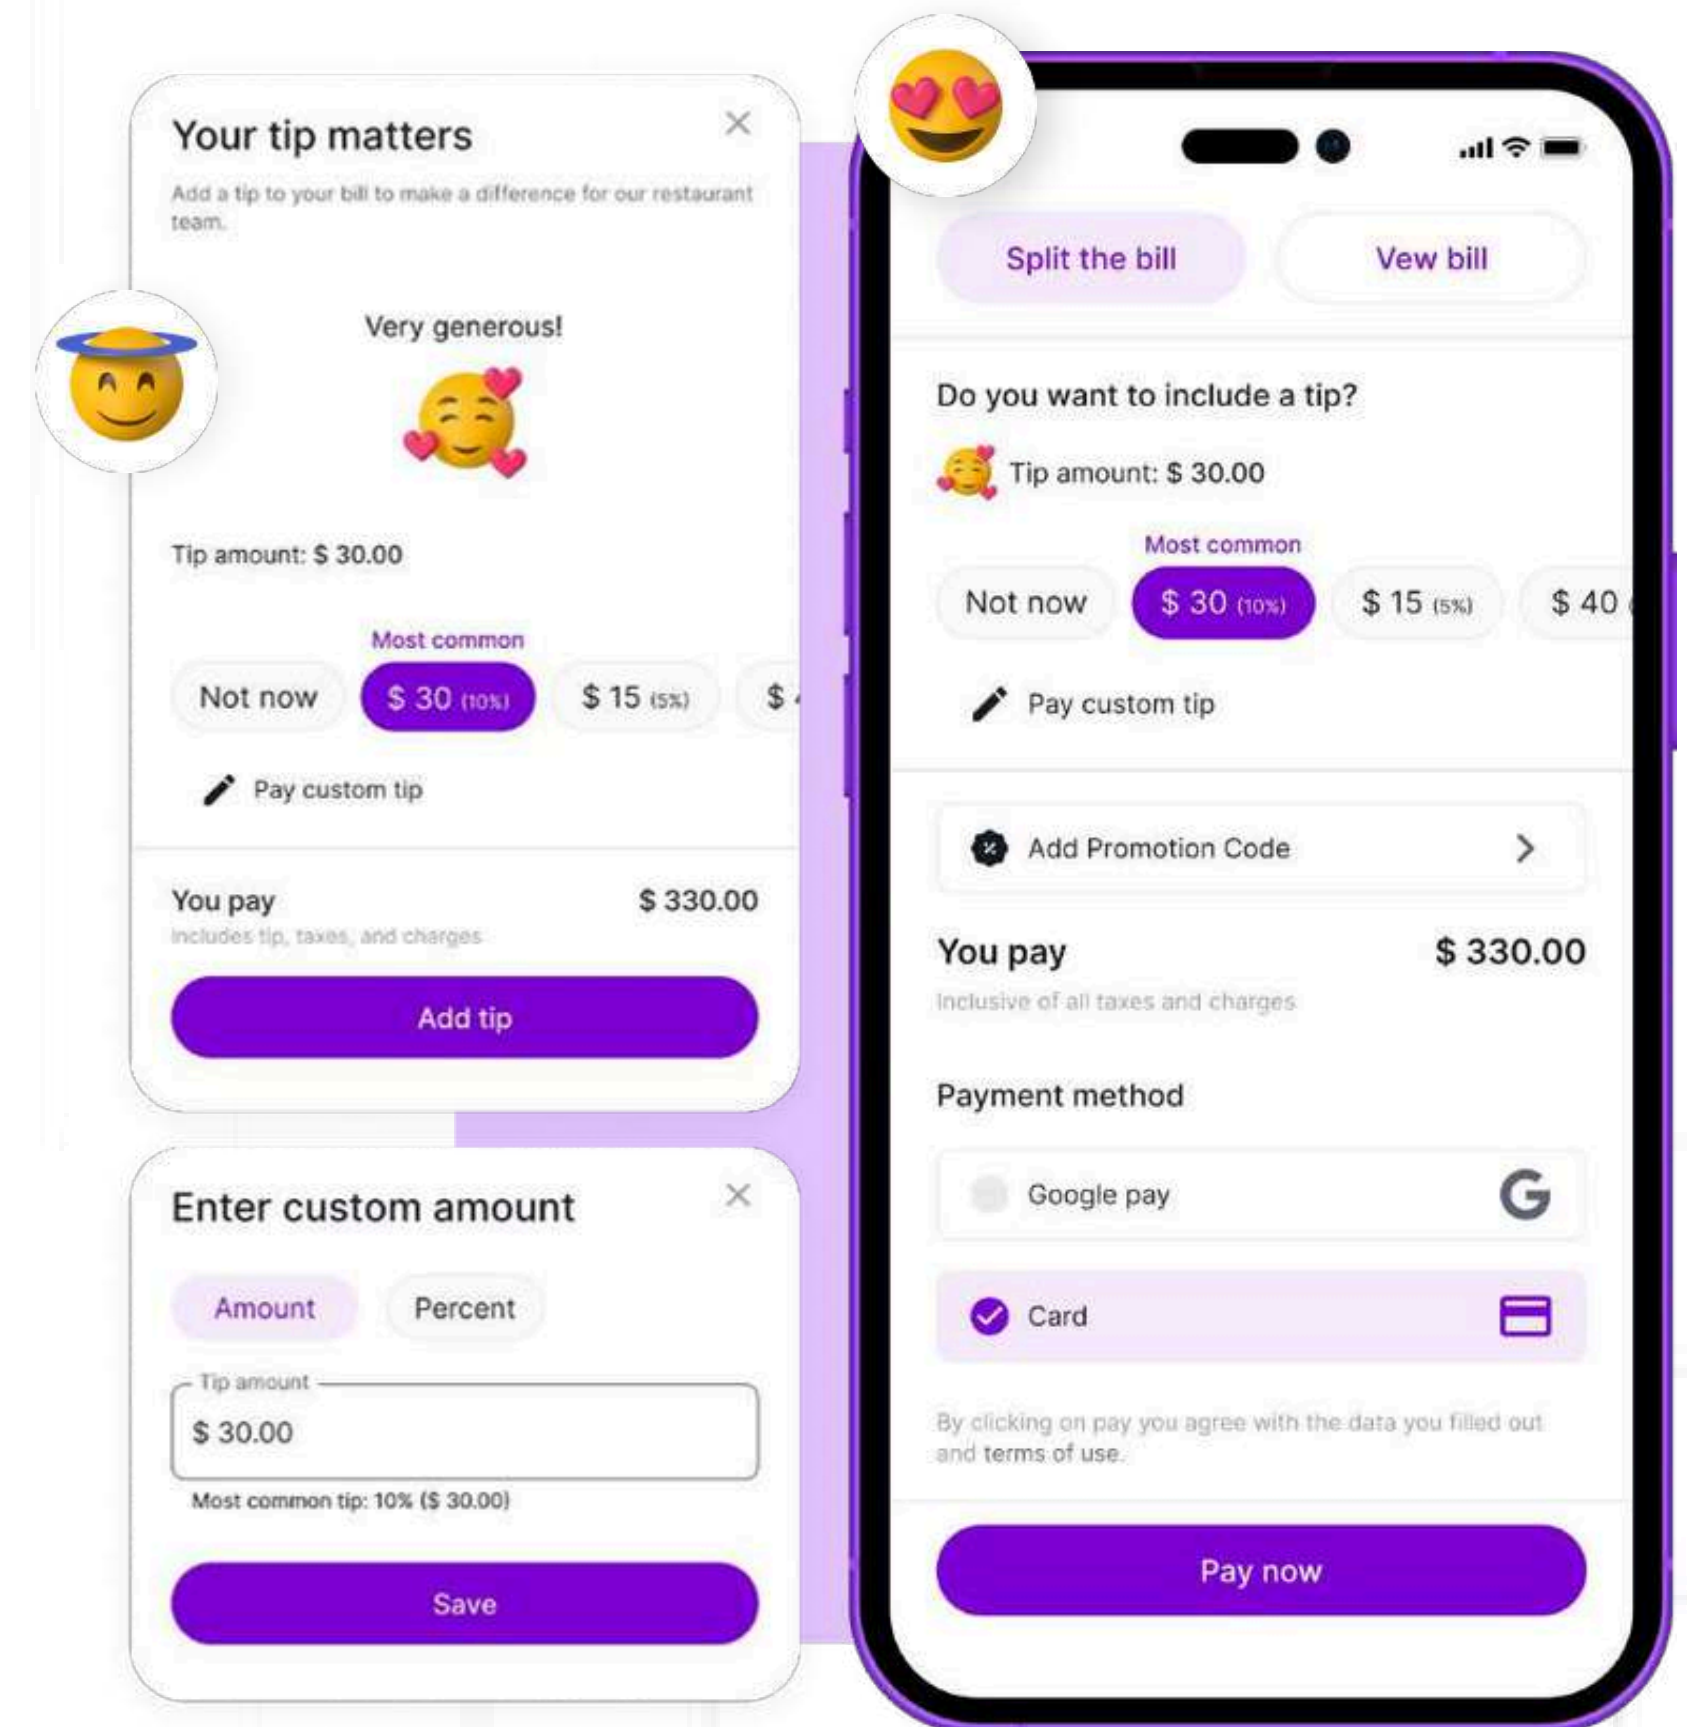 Your tip matters
Add a tip to your bill to make a difference for our restaurant
team.
Very generous!
Tip amount: $ 30.00
Most common
Not now
$ 30 (10%)
$ 15 (5%)
$
Pay custom tip
You pay
$ 330.00
Includes tip, taxes, and charges
Add tip
Enter custom amount
Amount
Percent
Tip amount
$ 30.00
Most common tip: 10% ($ 30.00)
Save
Split the bill
Vew bill
Do you want to include a tip?
Tip amount: $ 30.00
Most common
Not now
$ 30 (10%)
$ 15 (5%)
$ 40
Pay custom tip
Add Promotion Code
You pay
$ 330.00
Inclusive of all taxes and charges
Payment method
Google pay
G
Card
By clicking on pay you agree with the data you filled out
and terms of use.
Pay now